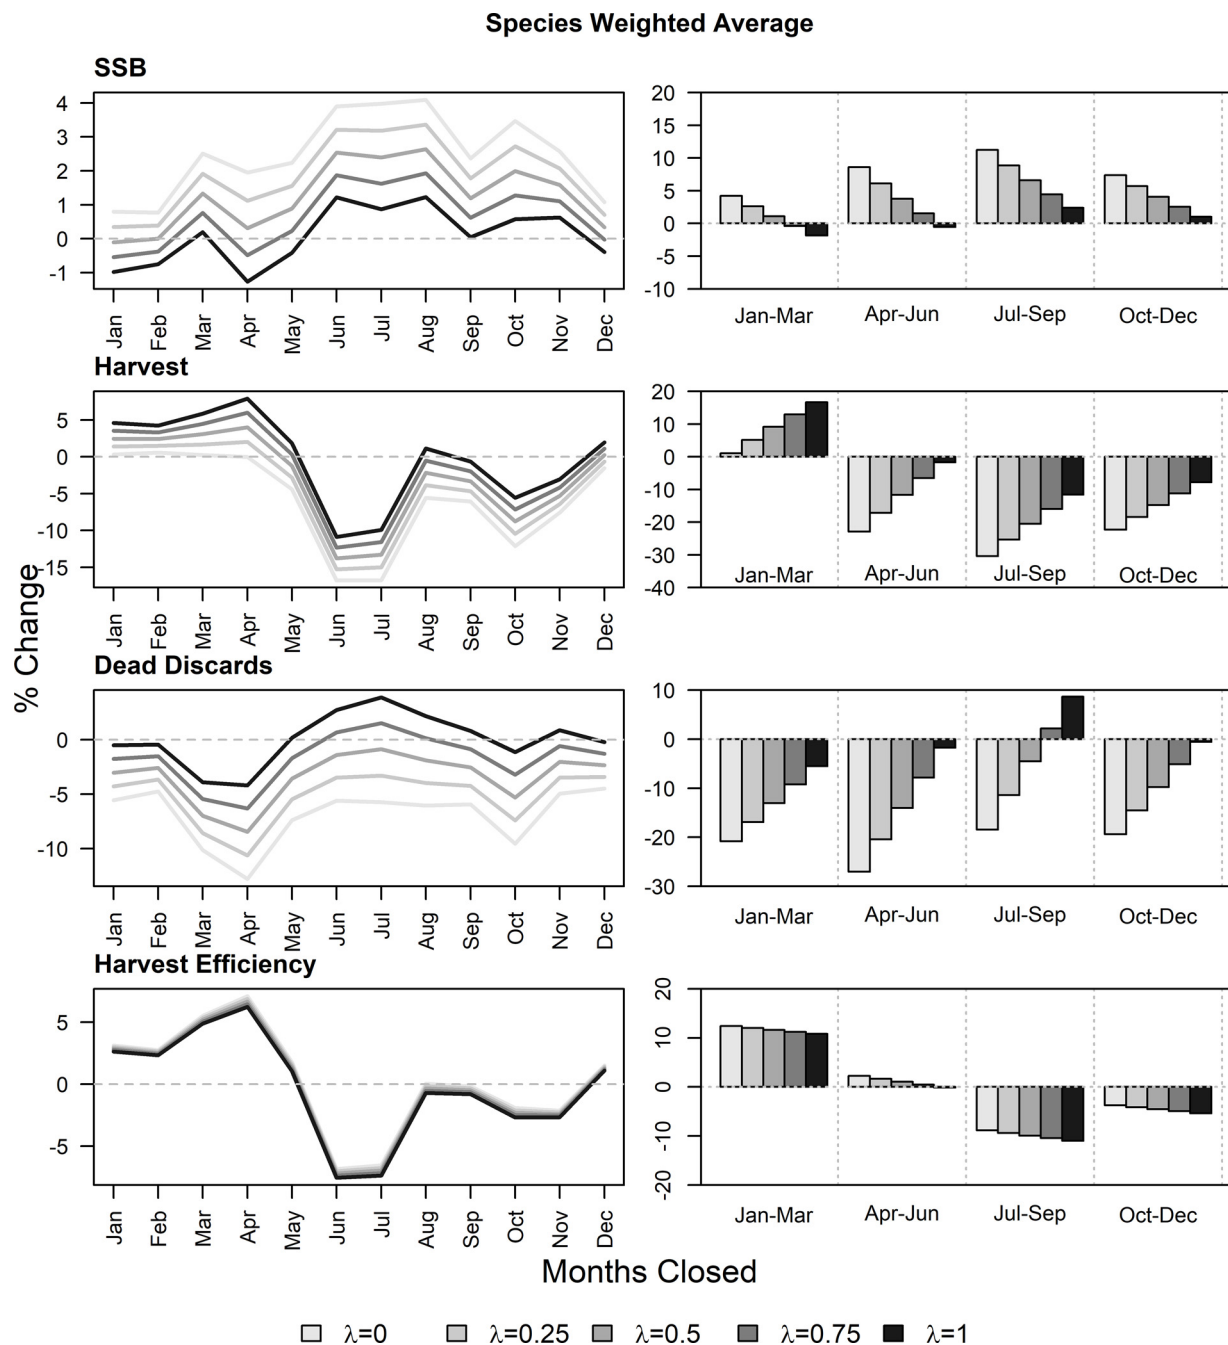 Species Weighted Average
SSB
4
3
2
1
0
-1
Jan Feb Mar Apr May Jun Jul Aug Sep Oct Nov Dec
20
10
5
0
-5
-10
15
Jan-Mar Apr-Jun Jul-Sep Oct-Dec
Harvest
5
0
-5
-10
-15
Jan Feb Mar Apr May Jun Jul Aug Sep Oct Nov Dec
20
10
0
-10
-20
-30
-40
Jan-Mar Apr-Jun Jul-Sep Oct-Dec
% Change
Dead Discards
0
-5
-10
Jan Feb Mar Apr May Jun Jul Aug Sep Oct Nov Dec
10
0
-10
-20
-30
Jan-Mar Apr-Jun Jul-Sep Oct-Dec
Harvest Efficiency
5
0
-5
Jan Feb Mar Apr May Jun Jul Aug Sep Oct Nov Dec
20
10
0
-10
-20
Jan-Mar Apr-Jun Jul-Sep Oct-Dec
Months Closed
λ=0 λ=0.25 λ=0.5 λ=0.75 λ=1